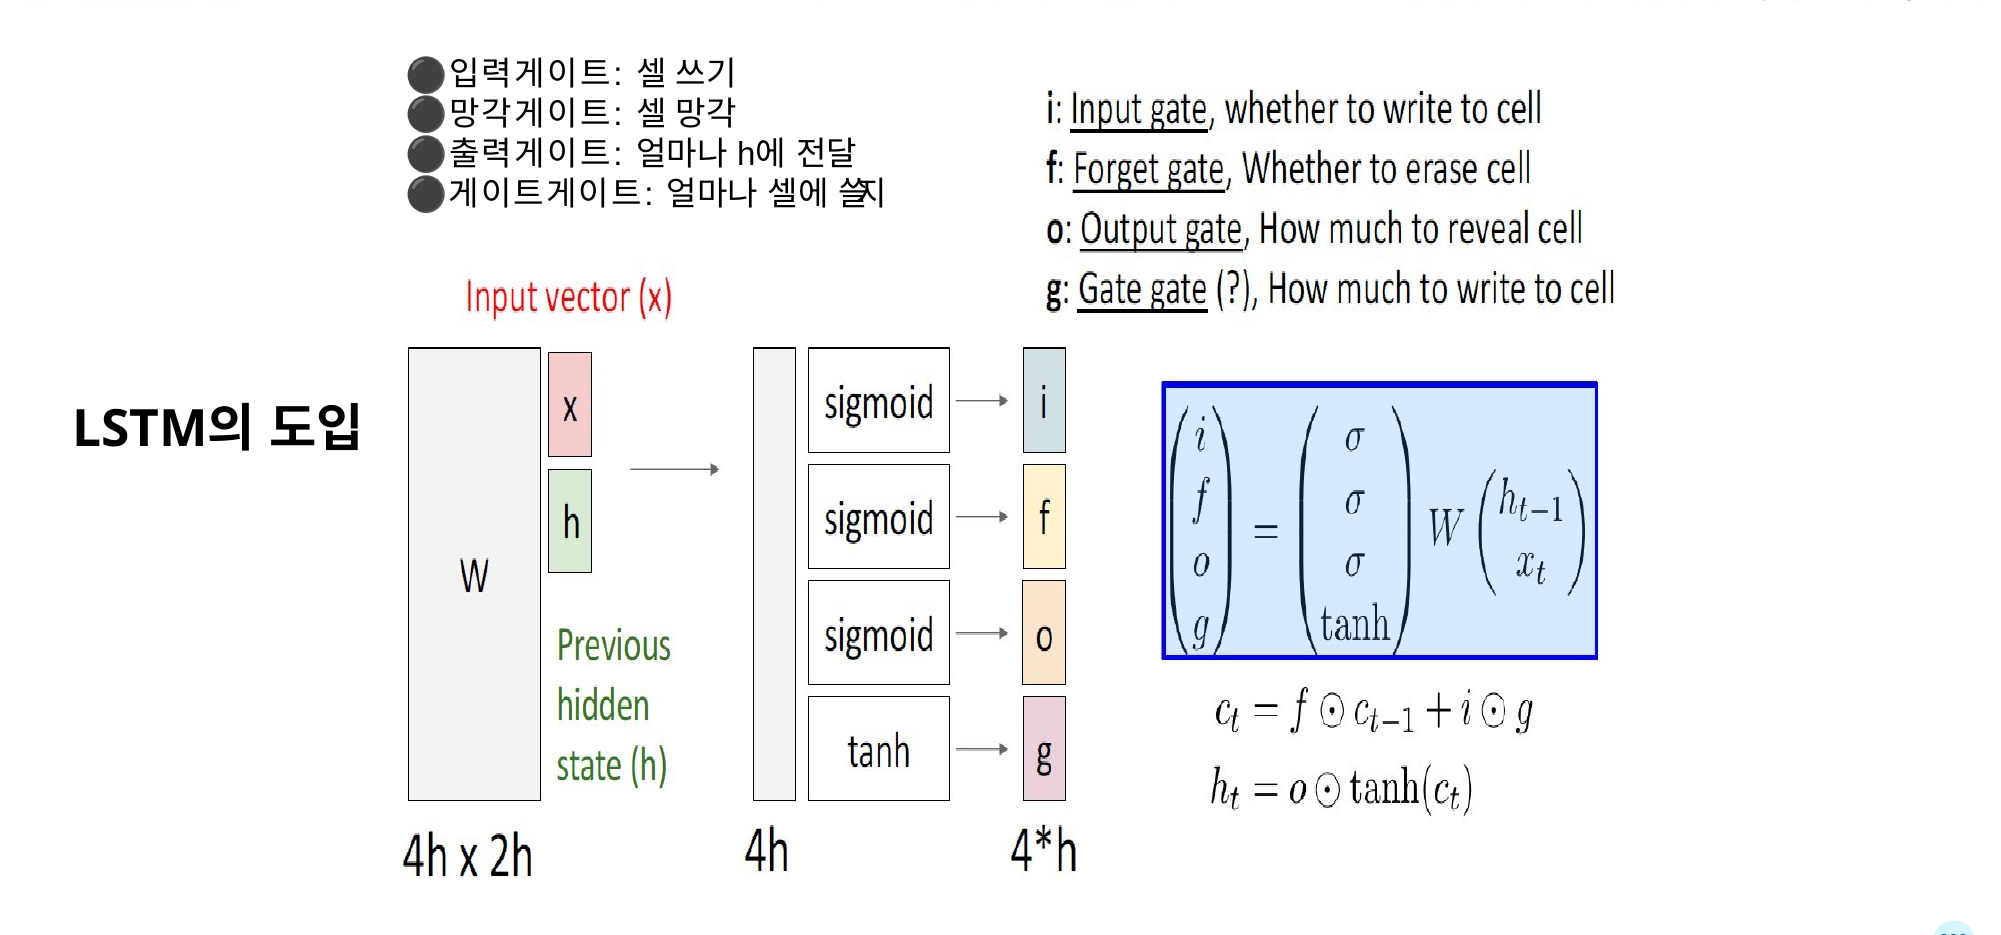 입력게이트: 셀 쓰기
망각게이트: 셀 망각
출력게이트: 얼마나 h에 전달
게이트게이트: 얼마나 셀에 쓸지
i: Input gate, whether to write to cell
f: Forget gate, Whether to erase cell
o: Output gate, How much to reveal cell
g: Gate gate (?), How much to write to cell
LSTM의 도입
Input vector (x)
W
x
h
Previous
hidden
state (h)
4h x 2h
4h
sigmoid
i
sigmoid
f
sigmoid
o
tanh
g
4*h
(i f o g) = (σ σ σ tanh) W (h_{t-1} x_t)
c_t = f ⊙ c_{t-1} + i ⊙ g
h_t = o ⊙ tanh(c_t)